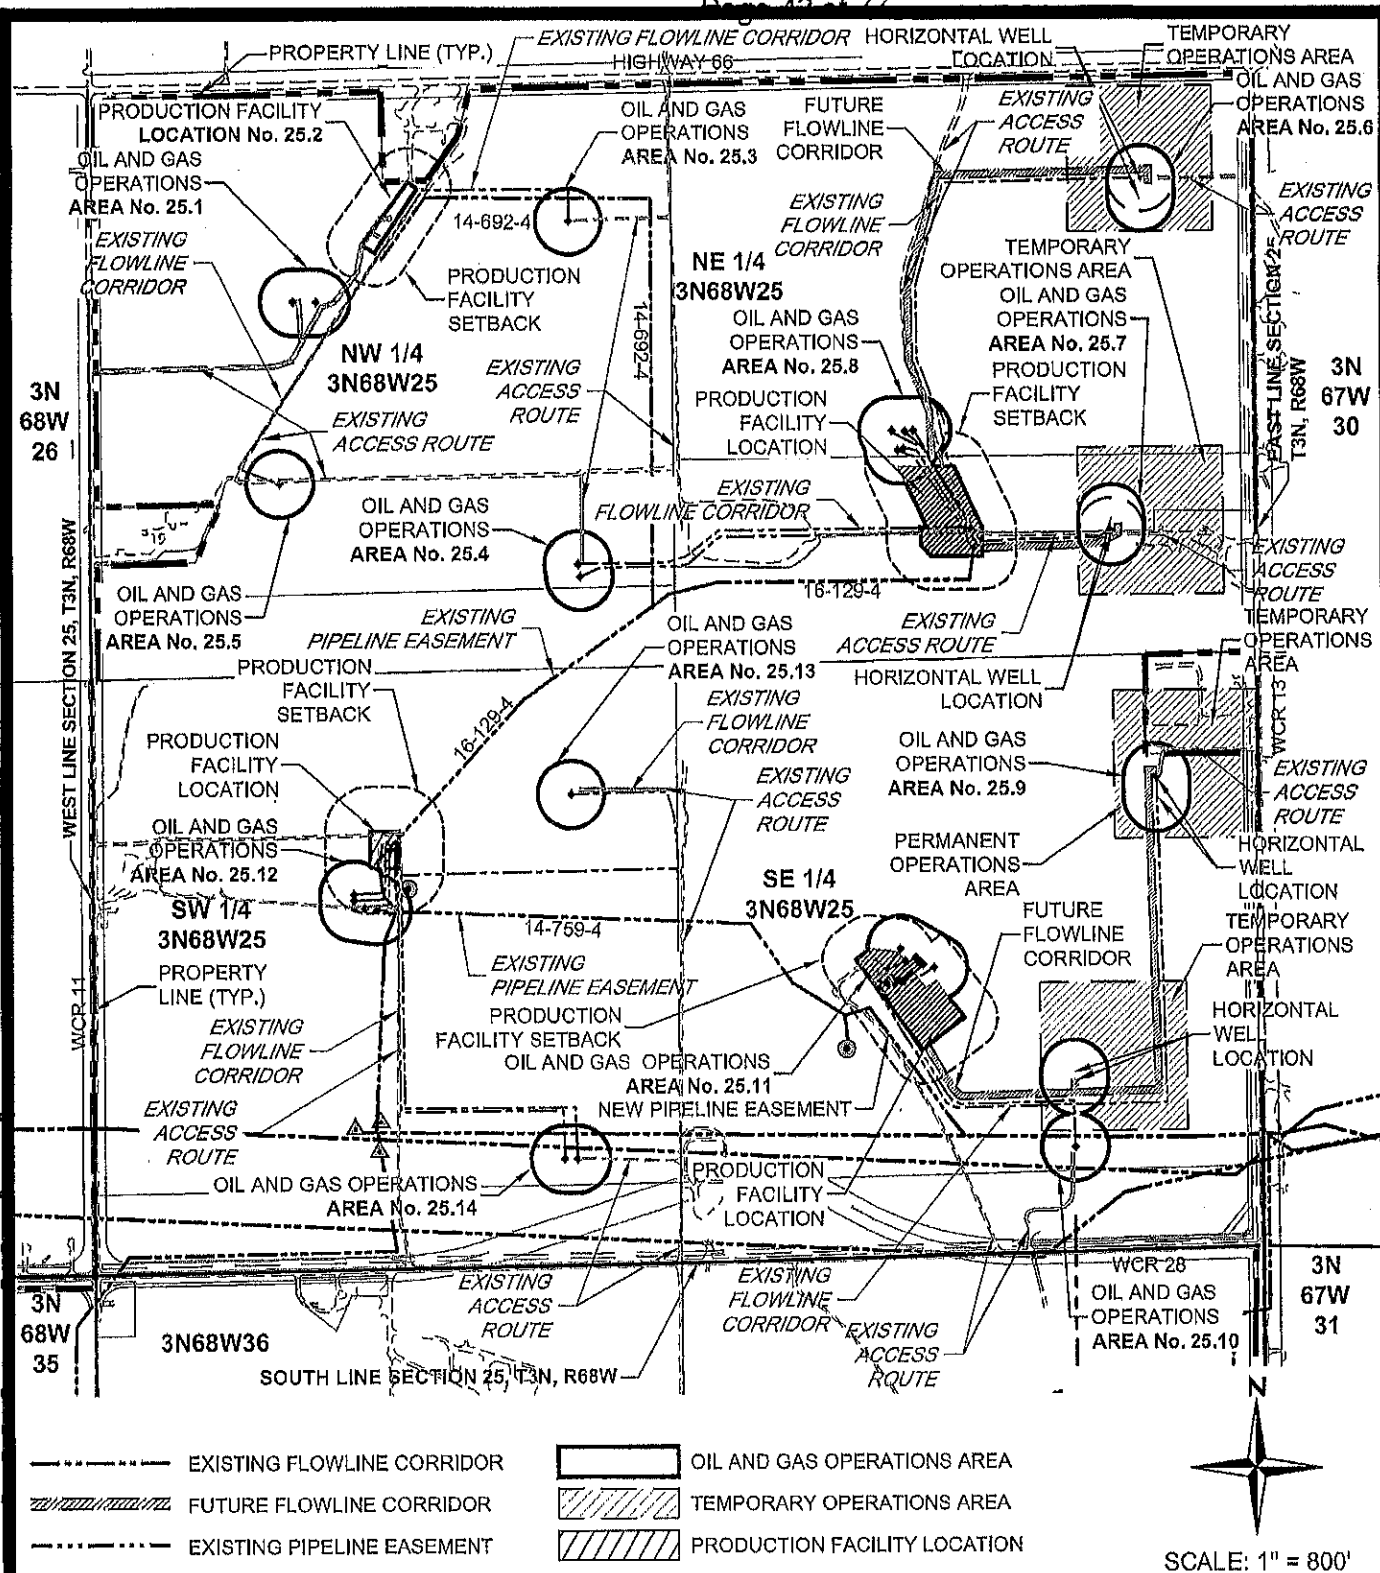 PROPERTY LINE (TYP.)
EXISTING FLOWLINE CORRIDOR
HIGHWAY 66
HORIZONTAL WELL
LOCATION
TEMPORARY
OPERATIONS AREA
OIL AND GAS
OPERATIONS
AREA No. 25.6
PRODUCTION FACILITY
LOCATION No. 25.2
OIL AND GAS
OPERATIONS
AREA No. 25.1
EXISTING
FLOWLINE
CORRIDOR
OIL AND GAS
OPERATIONS
AREA No. 25.3
FUTURE
FLOWLINE
CORRIDOR
EXISTING
ACCESS
ROUTE
EXISTING
ACCESS
ROUTE
14-692-4
EXISTING
FLOWLINE
CORRIDOR
PRODUCTION
FACILITY
SETBACK
NE 1/4
3N68W25
TEMPORARY
OPERATIONS AREA
OIL AND GAS
OPERATIONS
AREA No. 25.7
EAST LINE SECTION 25
T3N, R68W
14-692-4
OIL AND GAS
OPERATIONS
AREA No. 25.8
NW 1/4
3N68W25
EXISTING
ACCESS
ROUTE
PRODUCTION
FACILITY
SETBACK
3N
68W
26
3N
67W
30
EXISTING
ACCESS ROUTE
PRODUCTION
FACILITY
LOCATION
EXISTING
FLOWLINE CORRIDOR
OIL AND GAS
OPERATIONS
AREA No. 25.4
WEST LINE SECTION 25, T3N, R68W
EXISTING
ACCESS
ROUTE
OIL AND GAS
OPERATIONS
AREA No. 25.5
16-129-4
EXISTING
PIPELINE EASEMENT
OIL AND GAS
OPERATIONS
AREA No. 25.13
EXISTING
ACCESS ROUTE
TEMPORARY
OPERATIONS
AREA
PRODUCTION
FACILITY
SETBACK
HORIZONTAL WELL
LOCATION
EXISTING
FLOWLINE
CORRIDOR
16-129-4
WCR 13
PRODUCTION
FACILITY
LOCATION
OIL AND GAS
OPERATIONS
AREA No. 25.9
EXISTING
ACCESS
ROUTE
EXISTING
ACCESS
ROUTE
OIL AND GAS
OPERATIONS
AREA No. 25.12
PERMANENT
OPERATIONS
AREA
HORIZONTAL
WELL
LOCATION
SE 1/4
3N68W25
SW 1/4
3N68W25
FUTURE
FLOWLINE
CORRIDOR
TEMPORARY
OPERATIONS
AREA
14-759-4
PROPERTY
LINE (TYP.)
EXISTING
PIPELINE EASEMENT
WCR 11
PRODUCTION
FACILITY SETBACK
HORIZONTAL
WELL
LOCATION
EXISTING
FLOWLINE
CORRIDOR
OIL AND GAS OPERATIONS
AREA No. 25.11
NEW PIPELINE EASEMENT
EXISTING
ACCESS
ROUTE
OIL AND GAS OPERATIONS
AREA No. 25.14
PRODUCTION
FACILITY
LOCATION
WCR 28
EXISTING
ACCESS
ROUTE
EXISTING
FLOWLINE
CORRIDOR
EXISTING
ACCESS
ROUTE
OIL AND GAS
OPERATIONS
AREA No. 25.10
3N
67W
31
3N
68W
35
3N68W36
SOUTH LINE SECTION 25, T3N, R68W
N
EXISTING FLOWLINE CORRIDOR
FUTURE FLOWLINE CORRIDOR
EXISTING PIPELINE EASEMENT
OIL AND GAS OPERATIONS AREA
TEMPORARY OPERATIONS AREA
PRODUCTION FACILITY LOCATION
SCALE: 1" = 800'